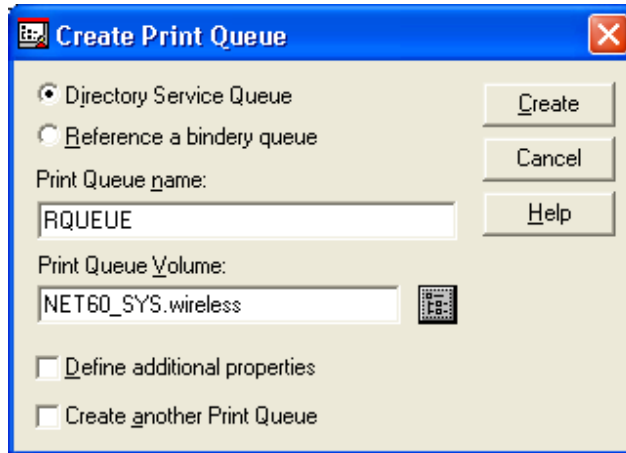 Create Print Queue
Directory Service Queue
Reference a bindery queue
Print Queue name:
RQUEUE
Print Queue Volume:
NET60_SYS.wireless
Define additional properties
Create another Print Queue
Create
Cancel
Help